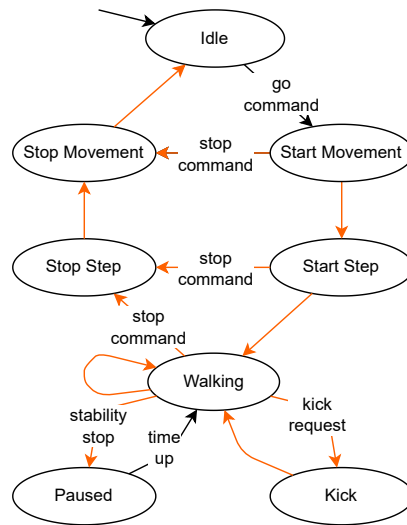 Idle
go
command
Stop Movement
stop
command
Start Movement
Stop Step
stop
command
Start Step
stop
command
Walking
stability
stop
time
up
kick
request
Paused
Kick